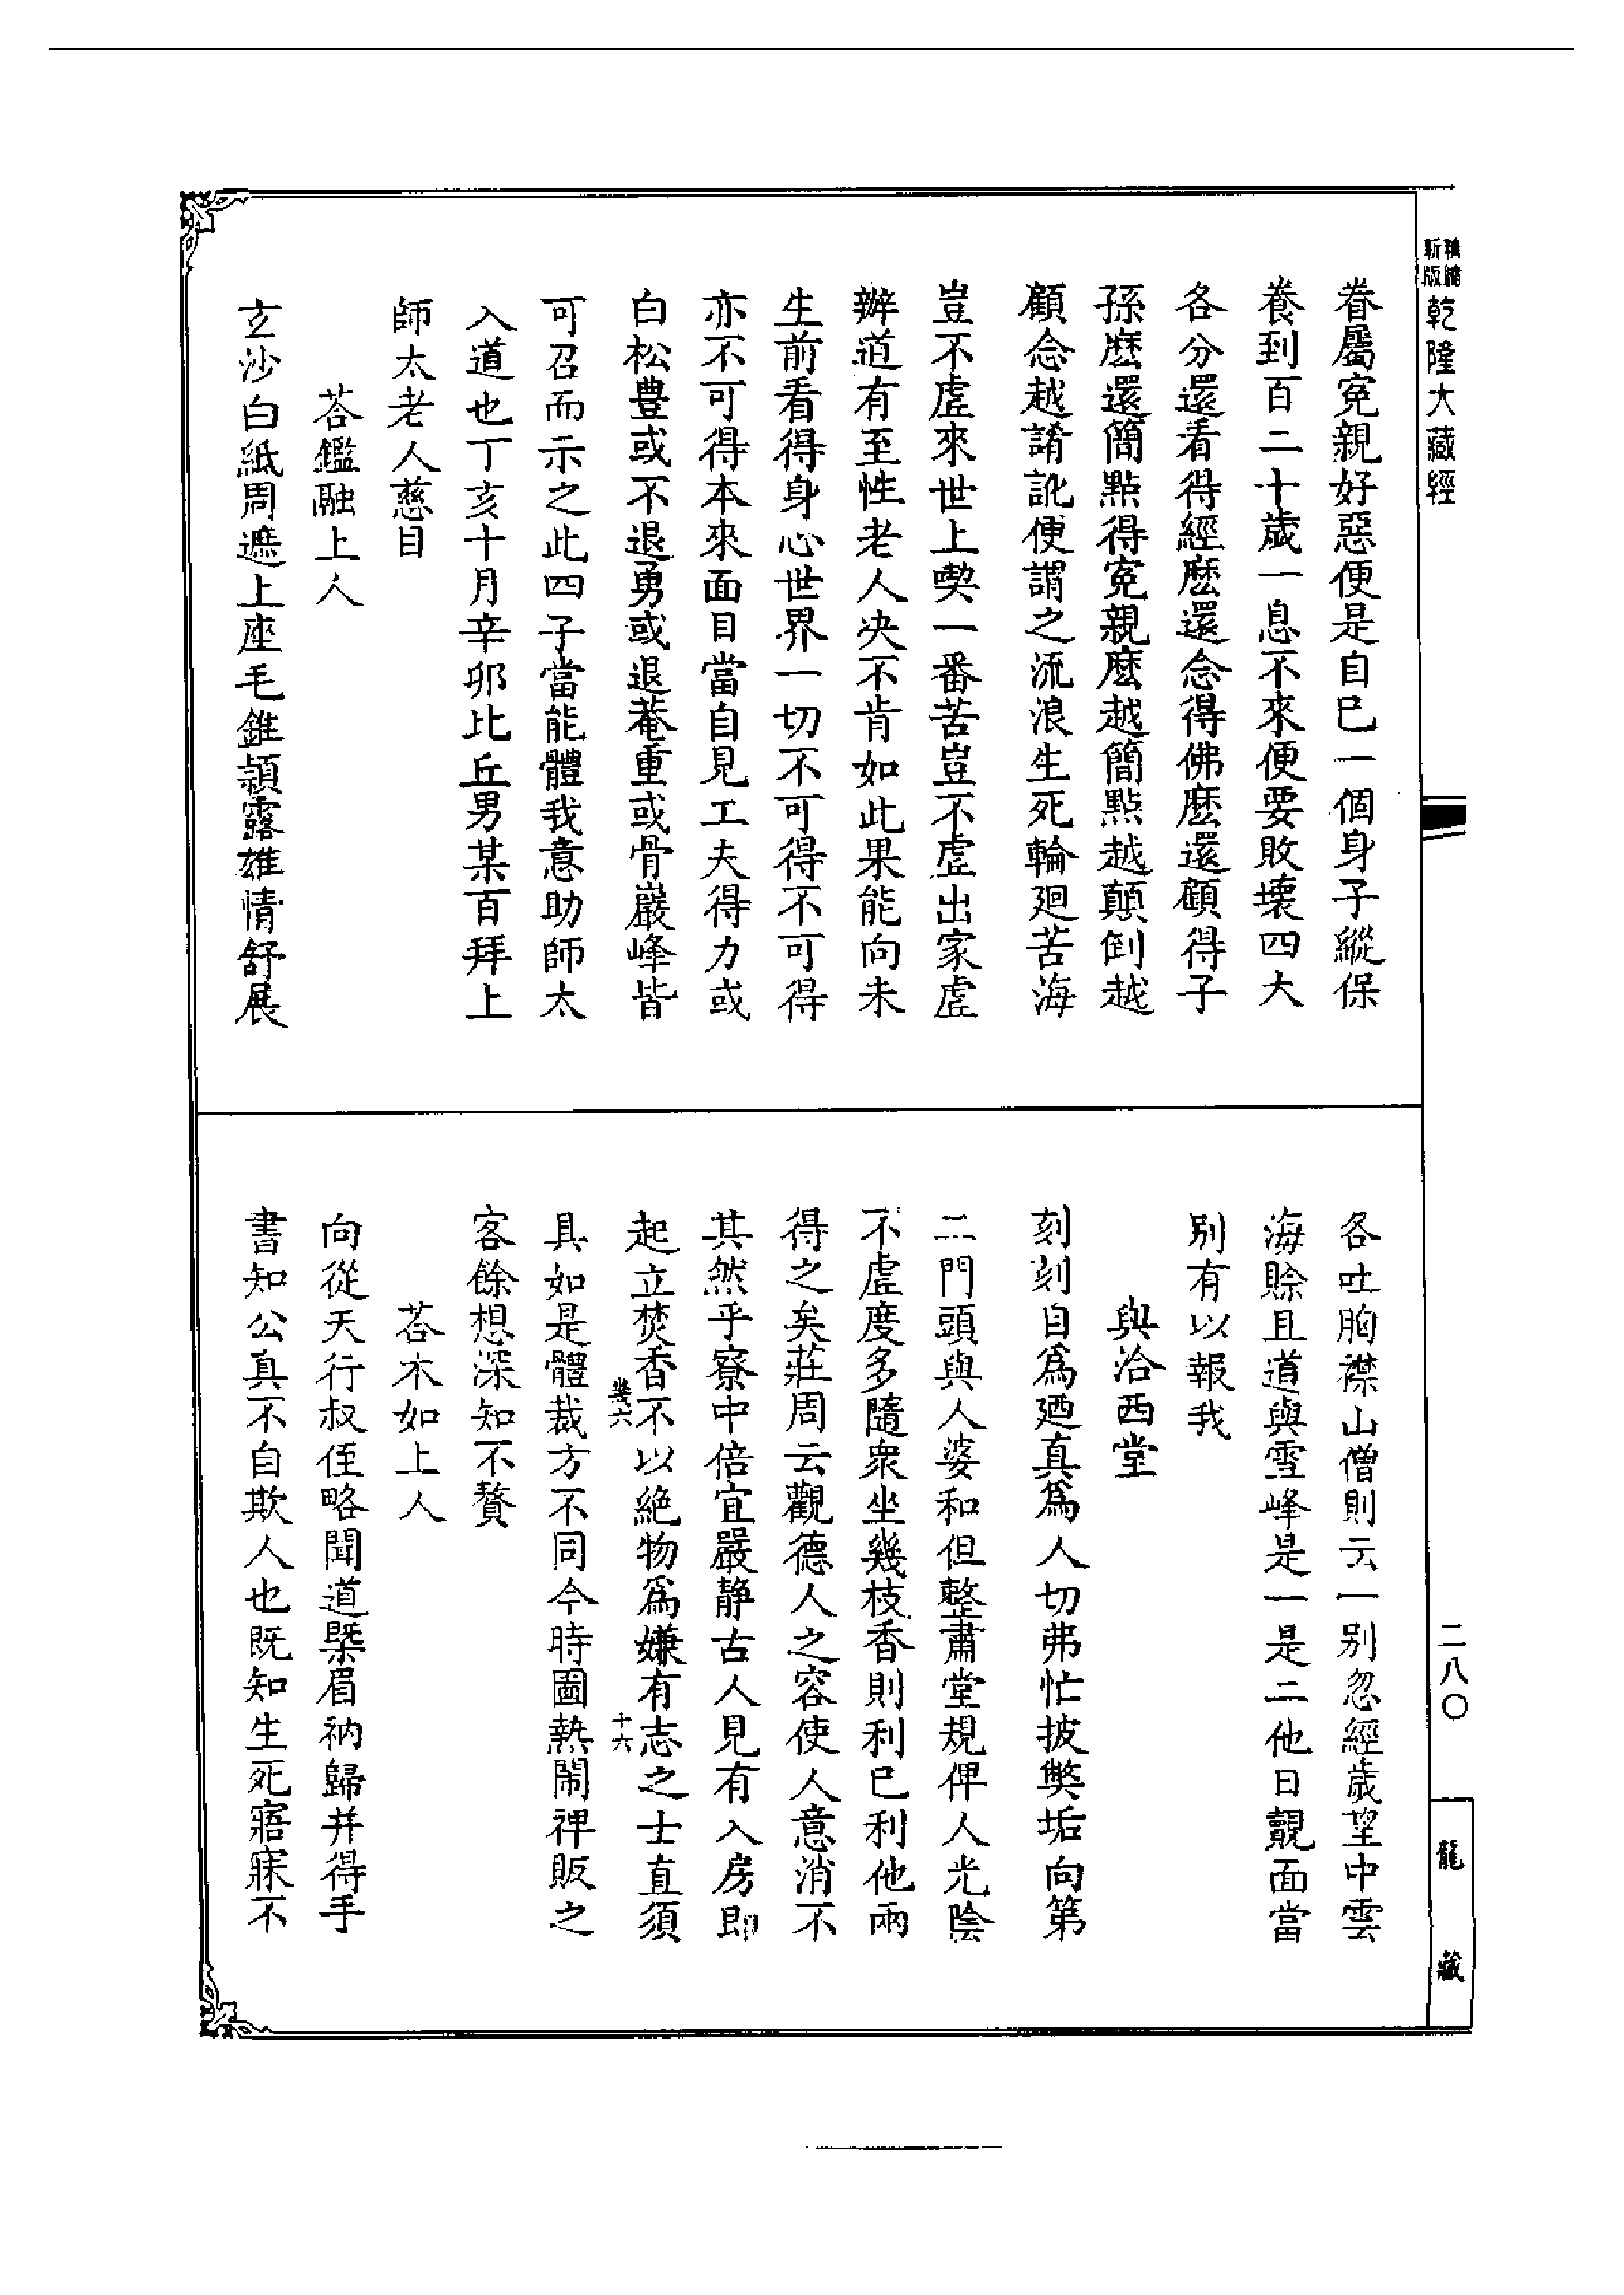 精縮新版乾隆大藏經
眷屬寃親好惡便是自己一個身子縱保
養到百二十歲一息不來便要敗壞四大
各分還看得經麽還念得佛麽還顧得子
孫麽還簡點得寃親麽越簡點越顛倒越
顧念越誵訛便謂之流浪生死輪廻苦海
豈不虛來世上喫一番苦豈不虛出家虛
辦道有至性老人决不肯如此果能向未
生前看得身心世界一切不可得不可得
亦不可得本來面目當自見工夫得力或
白松豊或不退勇或退菴重或骨巖峰皆
可召而示之此四子當能體我意助師太
入道也丁亥十月辛卯比丘男某百拜上
師太老人慈目
荅鑑融上人
玄沙白紙周遮上座毛錐頴露雄情舒展
各吐胸襟山僧則云一別忽經歲望中雲
海賒且道與雪峰是一是二他日覿面當
別有以報我
與洽西堂
刻刻自爲廼真爲人切弗忙披獘垢向第
二門頭與人婆和但整肅堂規俾人光陰
不虛度多隨衆坐幾枝香則利已利他兩
得之矣莊周云觀德人之容使人意消不
其然乎寮中倍宜嚴静古人見有入房即
起立焚香不以絶物爲嫌有志之士直須
幾六
十六
具如是體裁方不同今時圖熱閙裨販之
客餘想深知不贅
荅木如上人
向從天行叔侄略聞道槩眉衲歸并得手
書知公真不自欺人也既知生死寤寐不
二八〇
龍藏